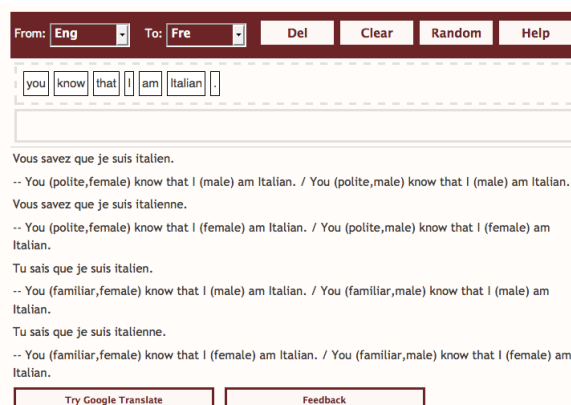 From: Eng To: Fre Del Clear Random Help
you know that I am Italian .
Vous savez que je suis italien.
-- You (polite,female) know that I (male) am Italian. / You (polite,male) know that I (male) am Italian.
Vous savez que je suis italienne.
-- You (polite,female) know that I (female) am Italian. / You (polite,male) know that I (female) am
Italian.
Tu sais que je suis italien.
-- You (familiar,female) know that I (male) am Italian. / You (familiar,male) know that I (male) am
Italian.
Tu sais que je suis italienne.
-- You (familiar,female) know that I (female) am Italian. / You (familiar,male) know that I (female) am
Italian.
Try Google Translate Feedback